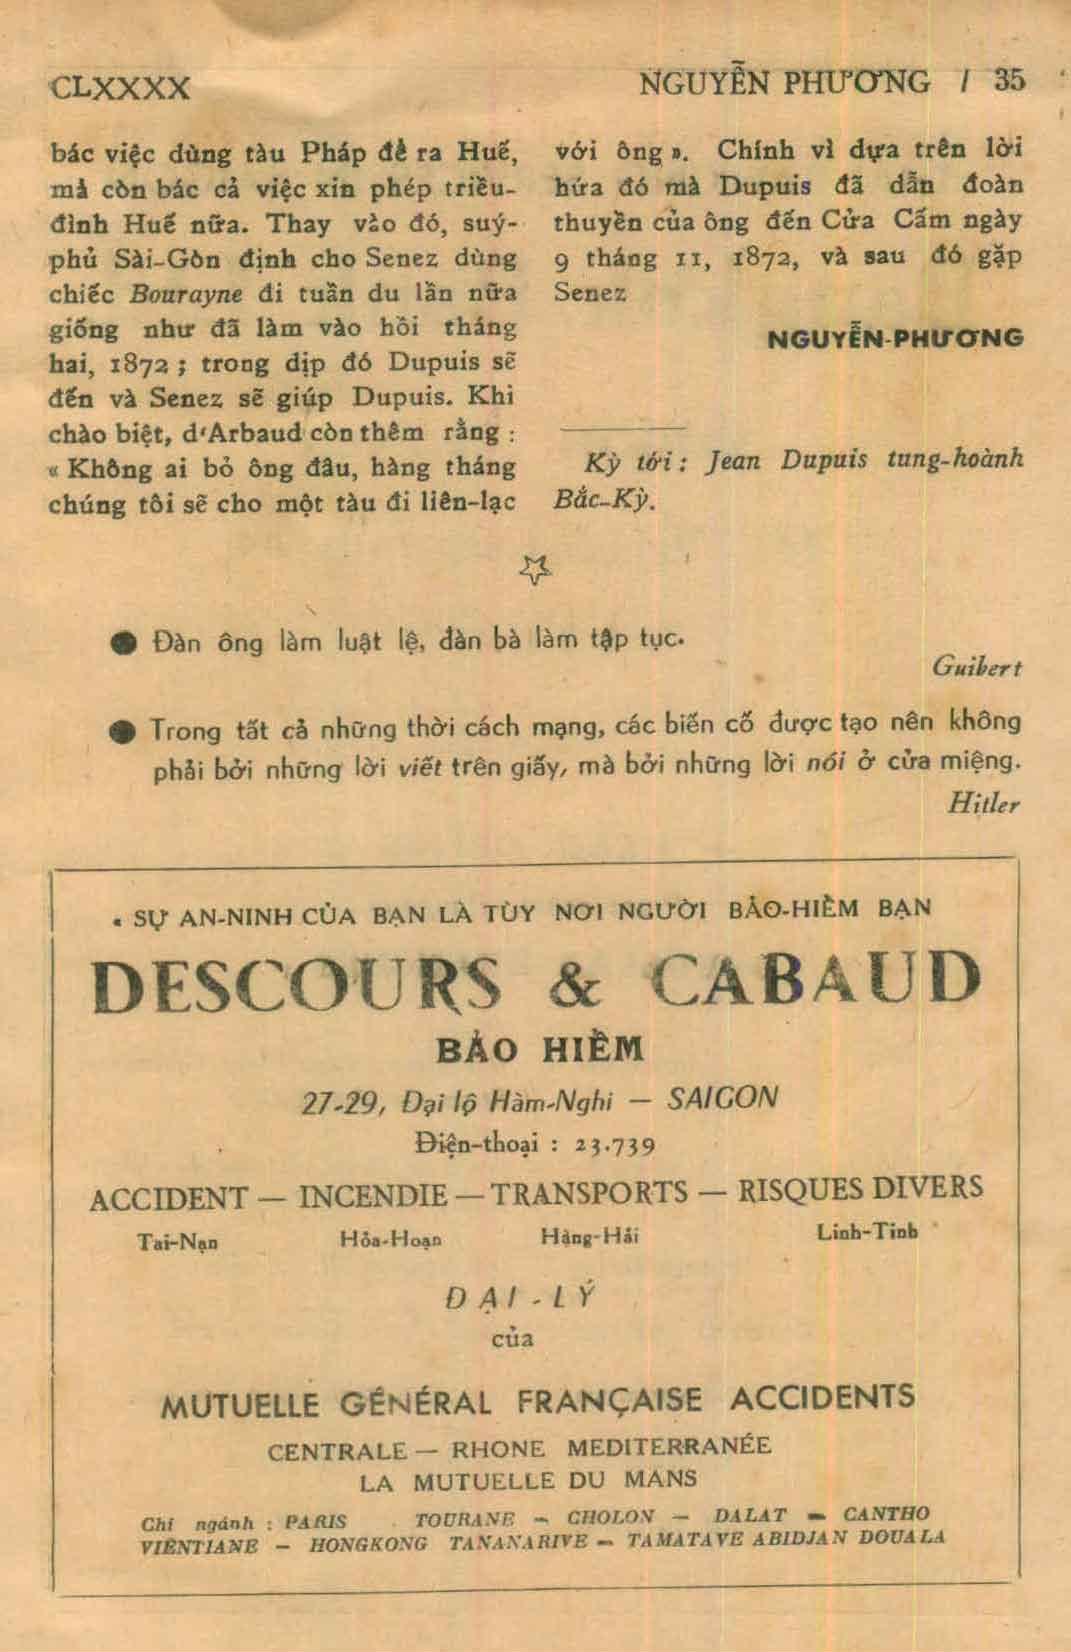 CLXXXX
NGUYỄN PHƯƠNG / 35
bác việc dùng tàu Pháp để ra Huế,
mà còn bác cả việc xin phép triều-
đình Huế nữa. Thay vào đó, suý-
phủ Sài-Gòn định cho Senez dùng
chiếc Bourayne đi tuần du lần nữa
giống như đã làm vào hồi tháng
hai, 1872 ; trong dịp đó Dupuis sẽ
đến và Senez sẽ giúp Dupuis. Khi
chào biệt, d'Arbaud còn thêm rằng :
« Không ai bỏ ông đâu, hàng tháng
chúng tôi sẽ cho một tàu đi liên-lạc
với ông ». Chính vì dựa trên lời
hứa đó mà Dupuis đã dẫn đoàn
thuyền của ông đến Cửa Cấm ngày
9 tháng 11, 1872, và sau đó gặp
Senez
NGUYỄN-PHƯƠNG
Kỳ tới : Jean Dupuis tung-hoành
Bắc-Kỳ.
● Đàn ông làm luật lệ, đàn bà làm tập tục.
Guibert
● Trong tất cả những thời cách mạng, các biến cố được tạo nên không
phải bởi những lời viết trên giấy, mà bởi những lời nói ở cửa miệng.
Hitler
• SỰ AN-NINH CỦA BẠN LÀ TÙY NƠI NGƯỜI BẢO-HIỂM BẠN
DESCOURS & CABAUD
BẢO HIỂM
27-29, Đại lộ Hàm-Nghi — SAIGON
Điện-thoại : 23.739
ACCIDENT — INCENDIE — TRANSPORTS — RISQUES DIVERS
Tai-Nạn Hỏa-Hoạn Hàng-Hải Linh-Tinh
ĐẠI-LÝ
của
MUTUELLE GÉNÉRAL FRANÇAISE ACCIDENTS
CENTRALE — RHONE MEDITERRANÉE
LA MUTUELLE DU MANS
Chi ngánh : PARIS TOURANE — CHOLON — DALAT — CANTHO
VIENTIANE — HONGKONG TANANARIVE — TAMATAVE ABIDJAN DOUALA